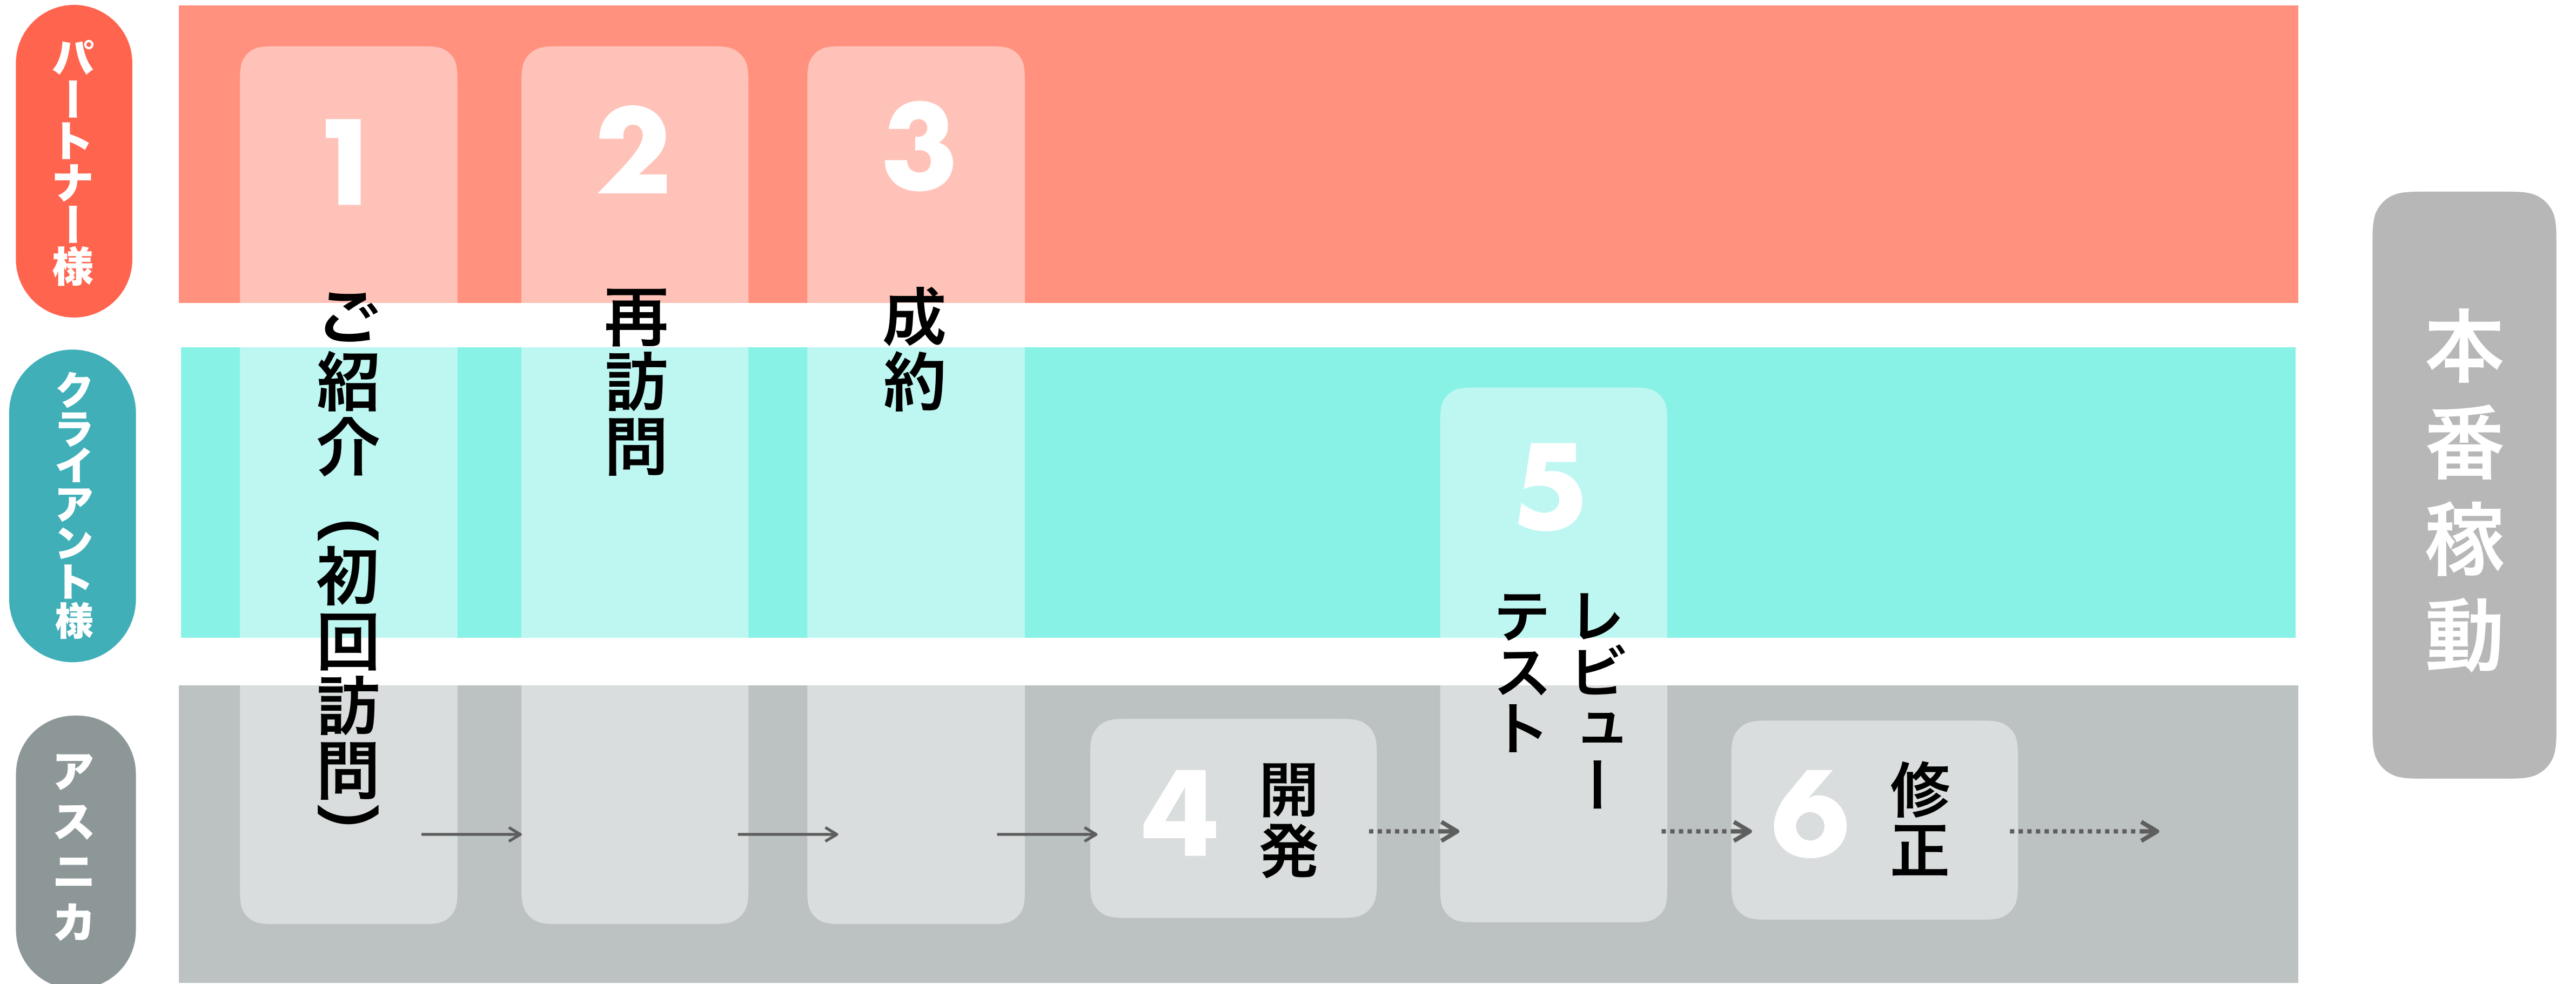 パートナー様
クライアント様
アスニカ
1
ご紹介（初回訪問）
2
再訪問
3
成約
4
開発
5
レビュー
テスト
6
修正
本番稼動